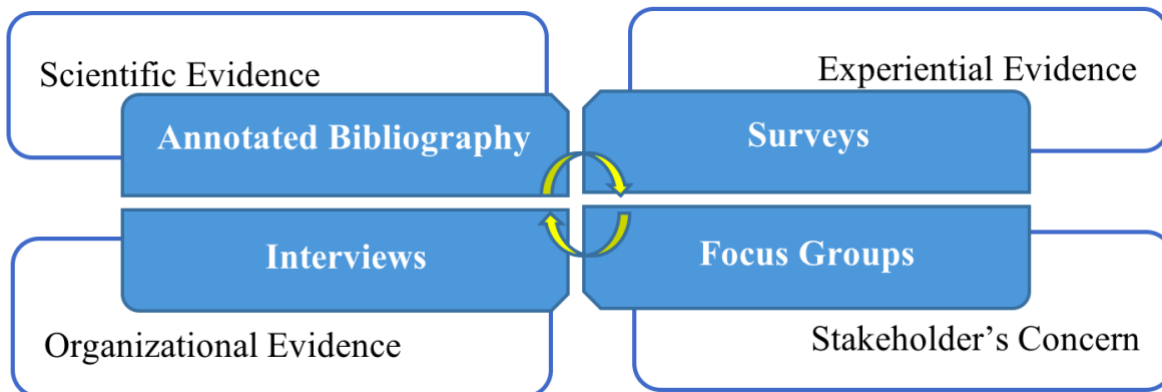 Scientific Evidence
Experiential Evidence
Annotated Bibliography
Surveys
Interviews
Focus Groups
Organizational Evidence
Stakeholder’s Concern